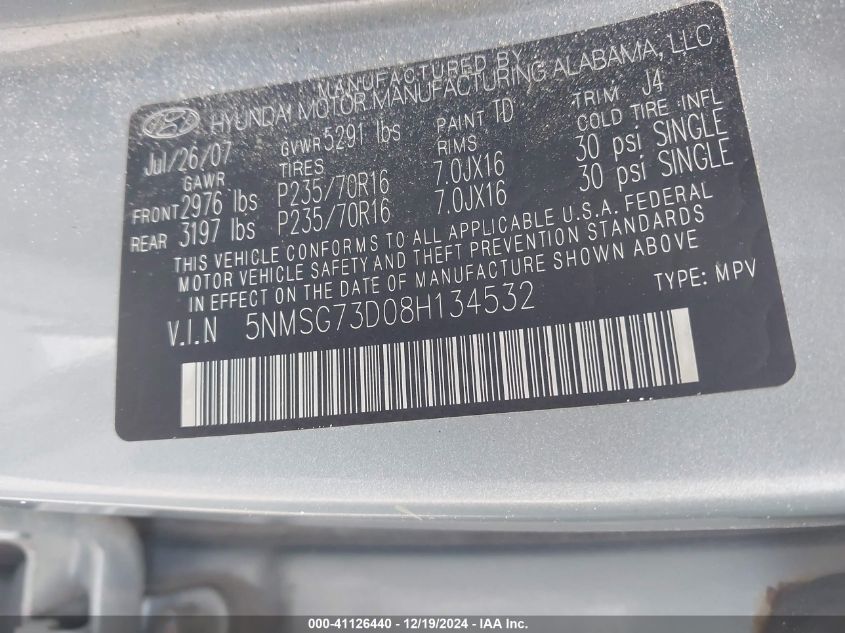 MANUFACTURED BY
HYUNDAI MOTOR MANUFACTURING ALABAMA, LLC
Jul/26/07 GVWR 5291 lbs PAINT TD TRIM J4
GAWR TIRES RIMS COLD TIRE INFL
FRONT 2976 lbs P235/70R16 7.0JX16 30 psi SINGLE
REAR 3197 lbs P235/70R16 7.0JX16 30 psi SINGLE
THIS VEHICLE CONFORMS TO ALL APPLICABLE U.S.A. FEDERAL
MOTOR VEHICLE SAFETY AND THEFT PREVENTION STANDARDS
IN EFFECT ON THE DATE OF MANUFACTURE SHOWN ABOVE
V.I.N 5NMSG73D08H134532 TYPE: MPV
000-41126440 - 12/19/2024 - IAA Inc.